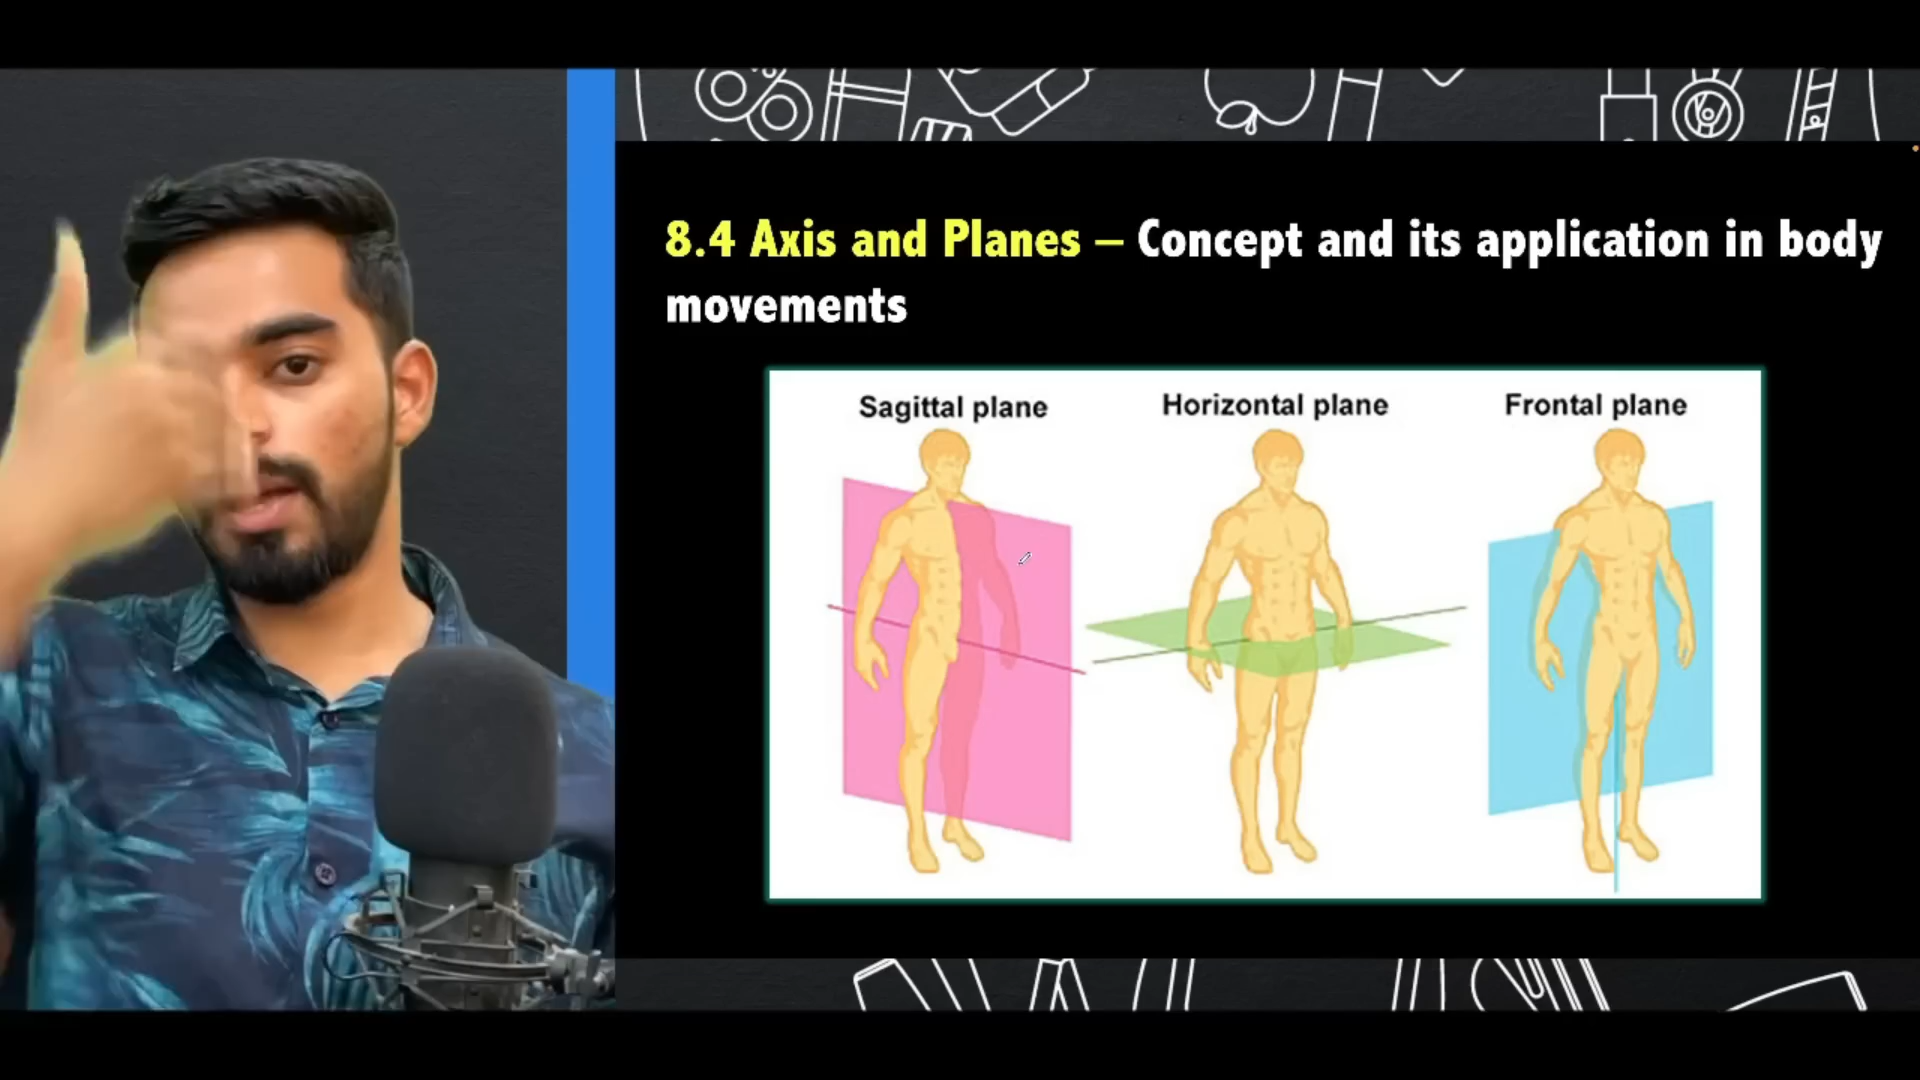 8.4 Axis and Planes – Concept and its application in body
movements
Sagittal plane
Horizontal plane
Frontal plane